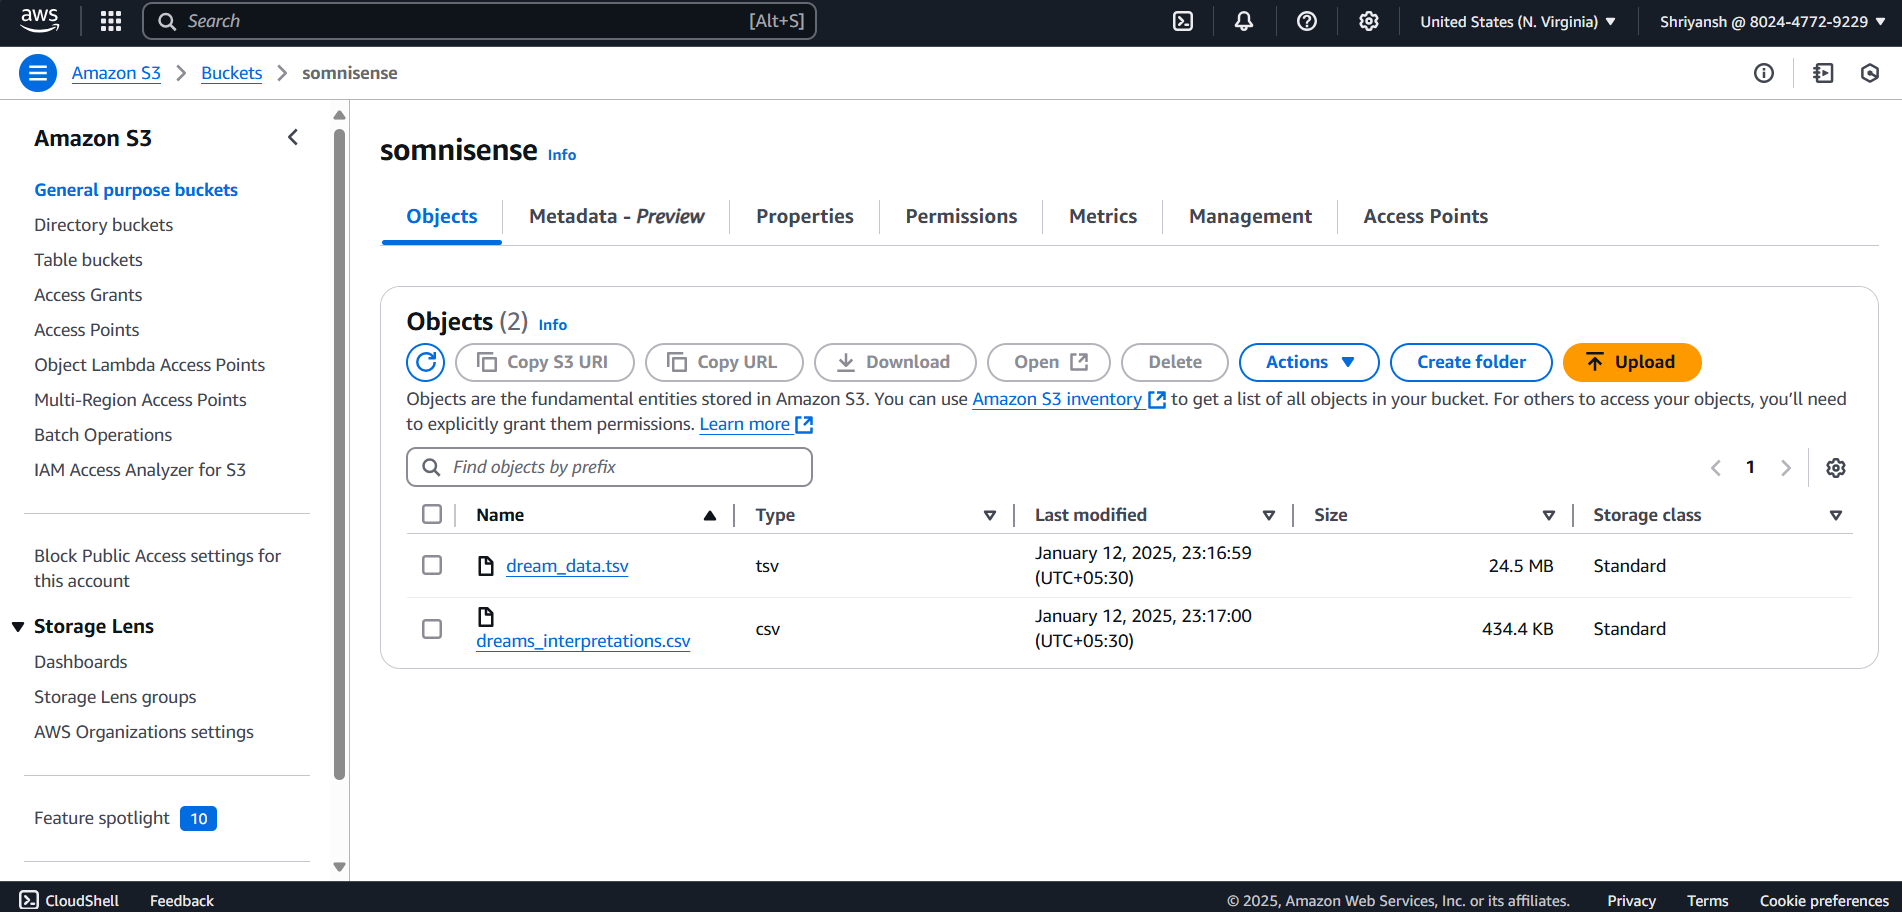 aws
Search
[Alt+S]
United States (N. Virginia)
Shriyansh @ 8024-4772-9229
Amazon S3
Buckets
somnisense
Amazon S3
General purpose buckets
Directory buckets
Table buckets
Access Grants
Access Points
Object Lambda Access Points
Multi-Region Access Points
Batch Operations
IAM Access Analyzer for S3
Block Public Access settings for
this account
Storage Lens
Dashboards
Storage Lens groups
AWS Organizations settings
Feature spotlight 10
somnisense Info
Objects
Metadata - Preview
Properties
Permissions
Metrics
Management
Access Points
Objects (2) Info
Copy S3 URI
Copy URL
Download
Open
Delete
Actions
Create folder
Upload
Objects are the fundamental entities stored in Amazon S3. You can use Amazon S3 inventory to get a list of all objects in your bucket. For others to access your objects, you'll need
to explicitly grant them permissions. Learn more
Find objects by prefix
1
Name
Type
Last modified
Size
Storage class
dream_data.tsv
tsv
January 12, 2025, 23:16:59
(UTC+05:30)
24.5 MB
Standard
dreams_interpretations.csv
csv
January 12, 2025, 23:17:00
(UTC+05:30)
434.4 KB
Standard
CloudShell
Feedback
© 2025, Amazon Web Services, Inc. or its affiliates.
Privacy
Terms
Cookie preferences